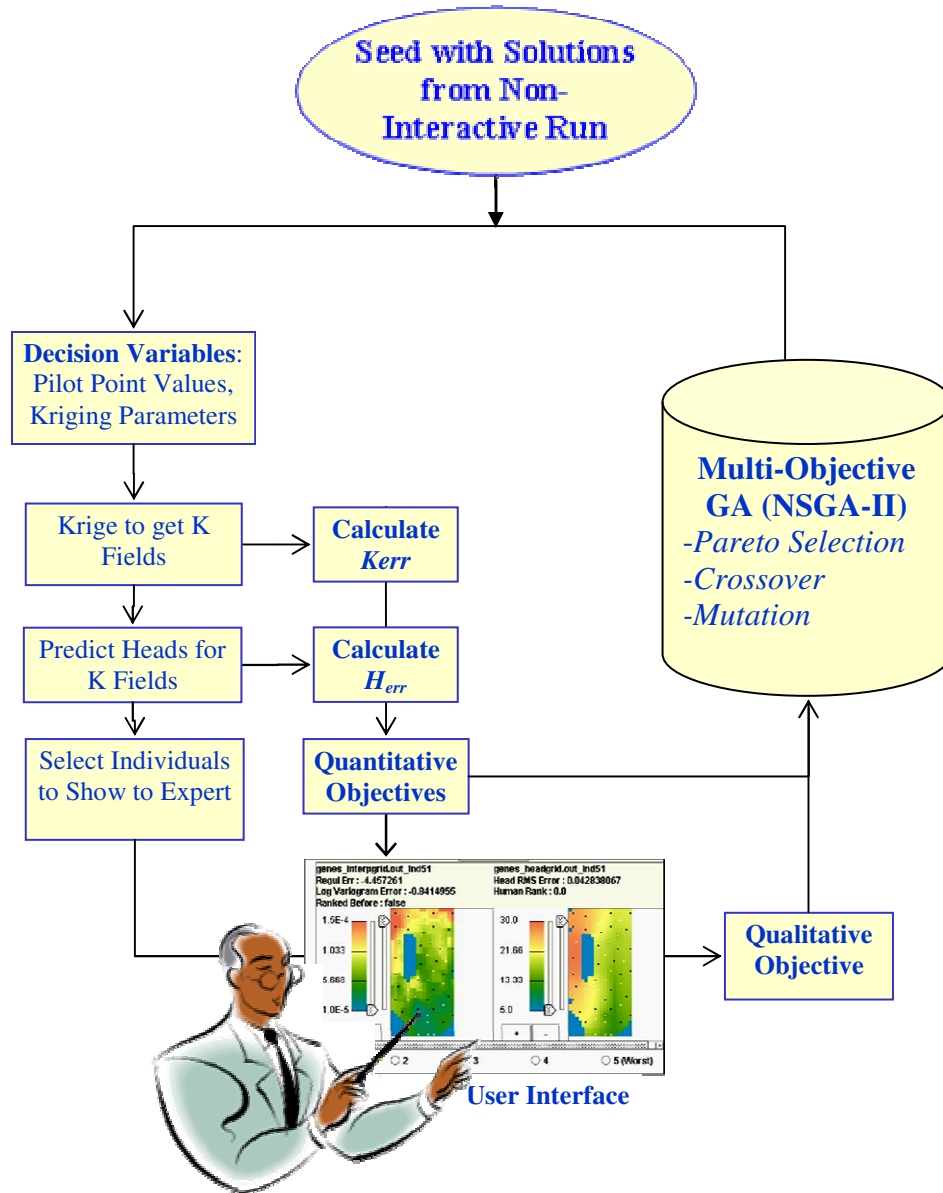 Seed with Solutions
from Non-
Interactive Run
Decision Variables:
Pilot Point Values,
Kriging Parameters
Krige to get K
Fields
Calculate
Kerr
Predict Heads for
K Fields
Calculate
Herr
Select Individuals
to Show to Expert
Quantitative
Objectives
Multi-Objective
GA (NSGA-II)
-Pareto Selection
-Crossover
-Mutation
genes_interpgrid.out_ind51
Regul Err : -4.457261
Log Variogram Error : -0.8414955
Ranked Before : false
1.5E-4
1.033
5.668
1.0E-5
genes_headgrid.out_ind51
Head RMS Error : 0.042838067
Human Rank : 0.0
30.0
21.66
13.33
5.0
+ -
2 3 4 5 (Worst)
User Interface
Qualitative
Objective